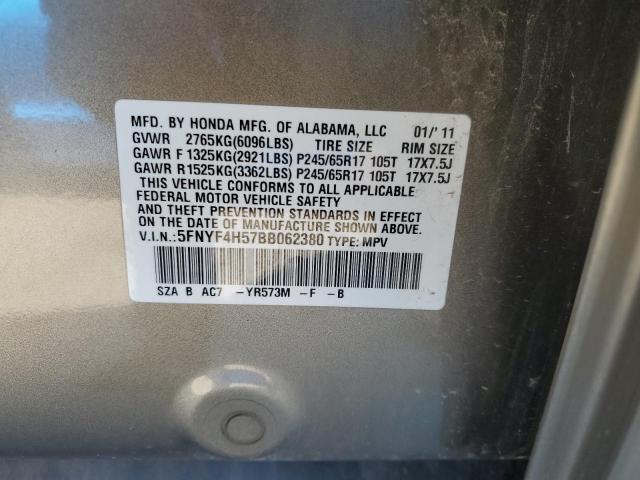 MFD. BY HONDA MFG. OF ALABAMA, LLC 01/'11
GVWR 2765KG(6096LBS) TIRE SIZE RIM SIZE
GAWR F 1325KG(2921LBS) P245/65R17 105T 17X7.5J
GAWR R1525KG(3362LBS) P245/65R17 105T 17X7.5J
THIS VEHICLE CONFORMS TO ALL APPLICABLE
FEDERAL MOTOR VEHICLE SAFETY
AND THEFT PREVENTION STANDARDS IN EFFECT
ON THE DATE OF MANUFACTURE SHOWN ABOVE.
V.I.N.:5FNYF4H57BB062380 TYPE: MPV
SZA B AC7 -YR573M -F -B